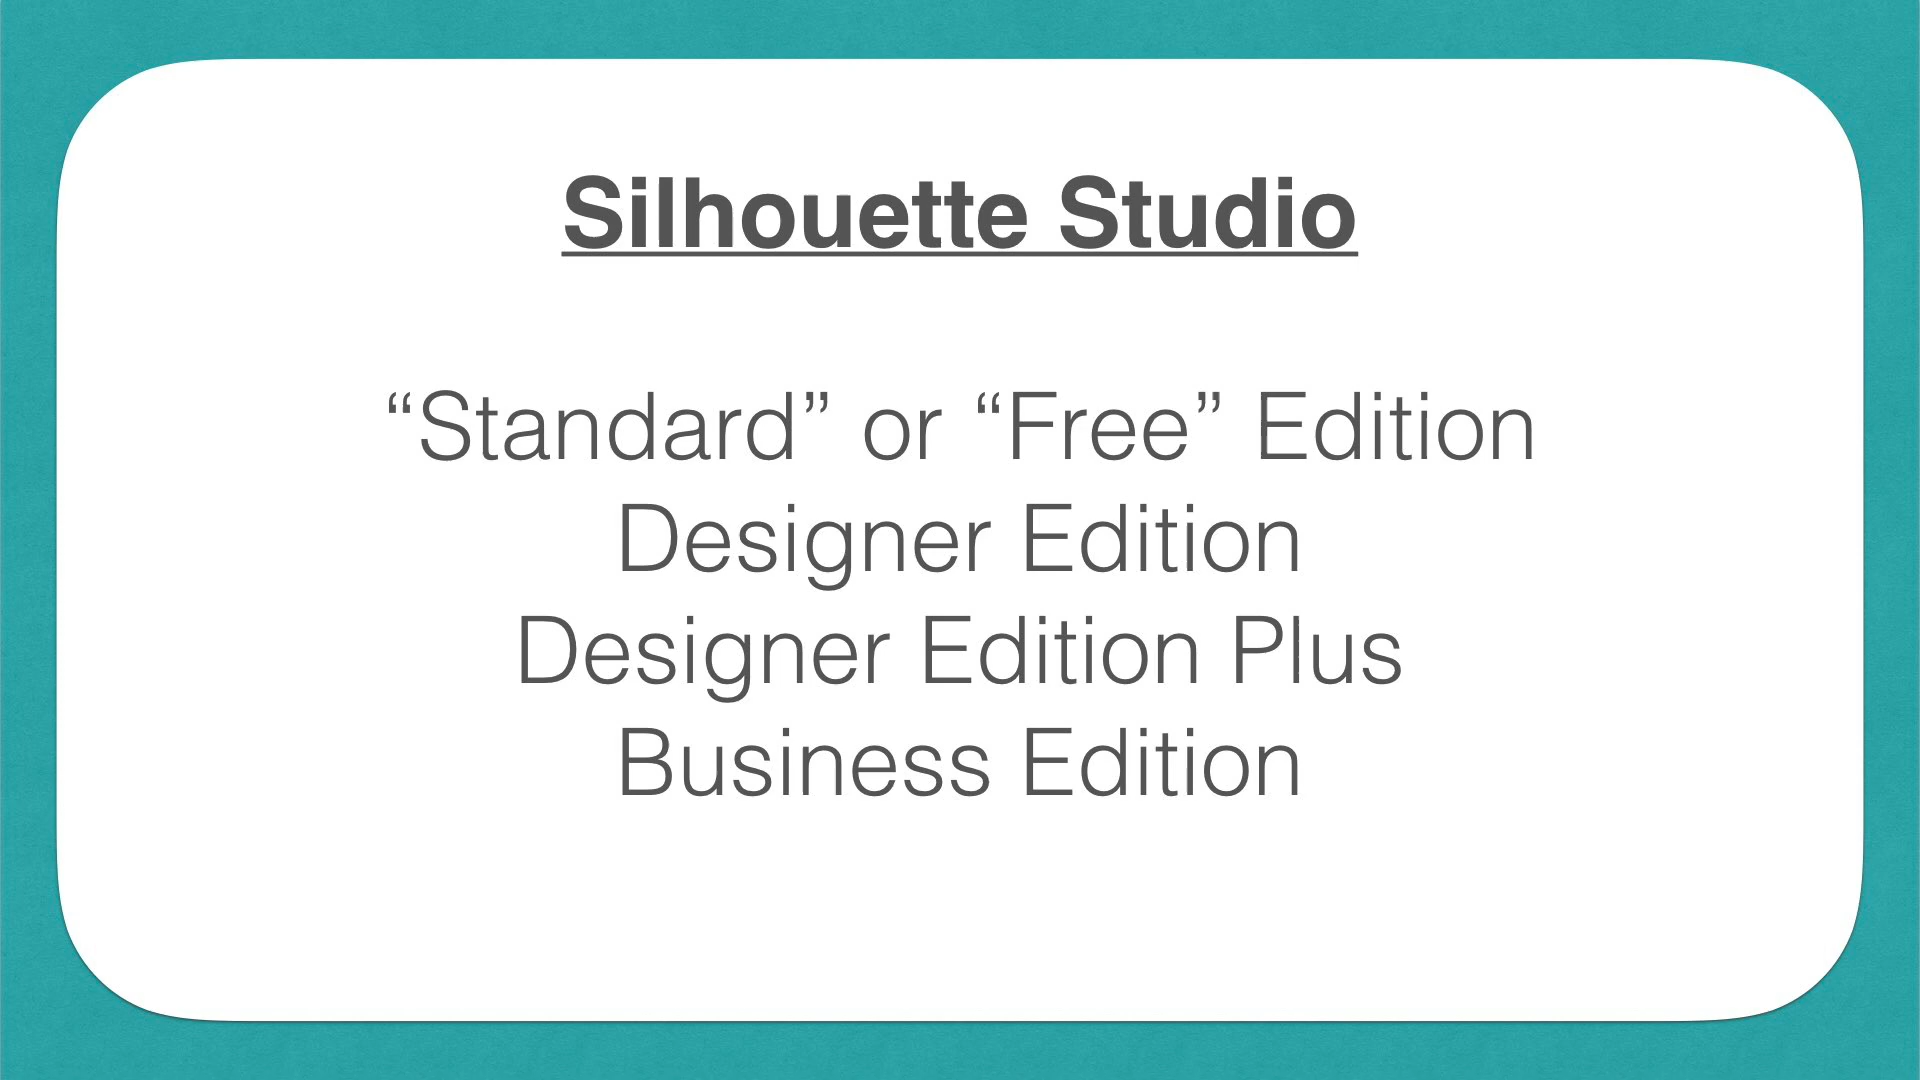 Silhouette Studio
“Standard” or “Free” Edition
Designer Edition
Designer Edition Plus
Business Edition